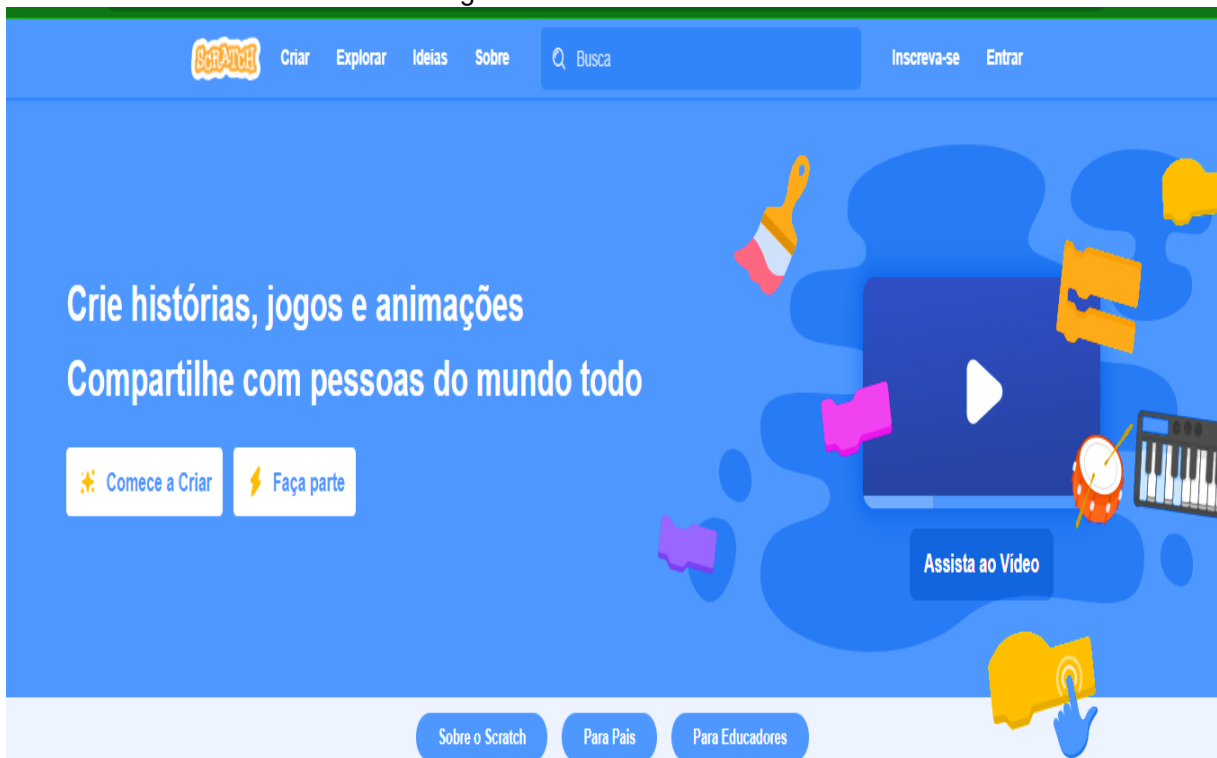 SCRATCH Criar Explorar Ideias Sobre Busca Inscreva-se Entrar
Crie histórias, jogos e animações
Compartilhe com pessoas do mundo todo
Comece a Criar Faça parte
Assista ao Vídeo
Sobre o Scratch Para Pais Para Educadores